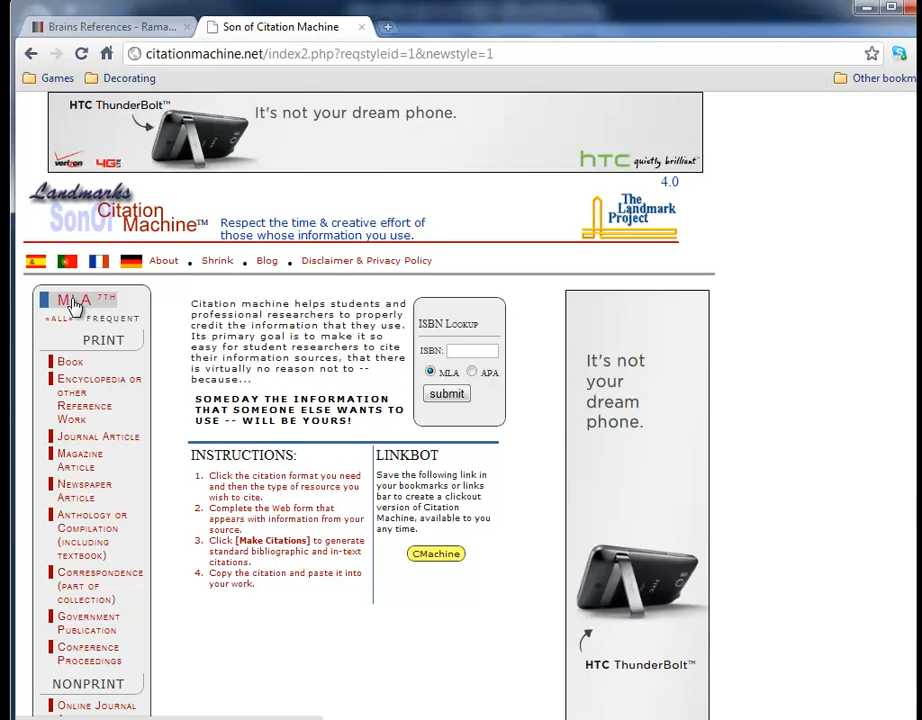 Brains References - Rama...
Son of Citation Machine
citationmachine.net/index2.php?reqstyleid=1&newstyle=1
Games
Decorating
Other bookm
HTC ThunderBolt™
It's not your dream phone.
verizon
4G LTE
htc quietly brilliant™
Landmarks
SonOf Citation Machine™
Respect the time & creative effort of
those whose information you use.
4.0
The
Landmark
Project
About
Shrink
Blog
Disclaimer & Privacy Policy
MLA 7TH
«ALL» FREQUENT
PRINT
BOOK
ENCYCLOPEDIA OR
OTHER
REFERENCE
WORK
JOURNAL ARTICLE
MAGAZINE
ARTICLE
NEWSPAPER
ARTICLE
ANTHOLOGY OR
COMPILATION
(INCLUDING
TEXTBOOK)
CORRESPONDENCE
(PART OF
COLLECTION)
GOVERNMENT
PUBLICATION
CONFERENCE
PROCEEDINGS
NONPRINT
ONLINE JOURNAL
Citation machine helps students and
professional researchers to properly
credit the information that they use.
Its primary goal is to make it so
easy for student researchers to cite
their information sources, that there
is virtually no reason not to --
because...
SOMEDAY THE INFORMATION
THAT SOMEONE ELSE WANTS TO
USE -- WILL BE YOURS!
ISBN LOOKUP
ISBN:
MLA APA
submit
INSTRUCTIONS:
1. Click the citation format you need
and then the type of resource you
wish to cite.
2. Complete the Web form that
appears with information from your
source.
3. Click [Make Citations] to generate
standard bibliographic and in-text
citations.
4. Copy the citation and paste it into
your work.
LINKBOT
Save the following link in
your bookmarks or links
bar to create a clickout
version of Citation
Machine, available to you
any time.
CMachine
It's not
your
dream
phone.
HTC ThunderBolt™